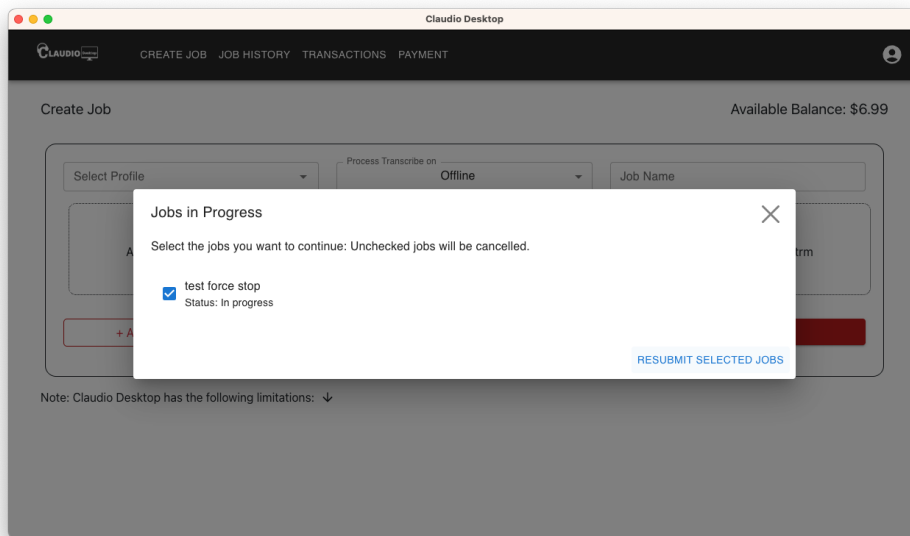 Claudio Desktop
CLAUDIO Desktop CREATE JOB JOB HISTORY TRANSACTIONS PAYMENT
Create Job Available Balance: $6.99
Process Transcribe on
Select Profile Offline Job Name
Jobs in Progress
Select the jobs you want to continue: Unchecked jobs will be cancelled.
A trm
test force stop
Status: In progress
+ A
RESUBMIT SELECTED JOBS
Note: Claudio Desktop has the following limitations: ↓